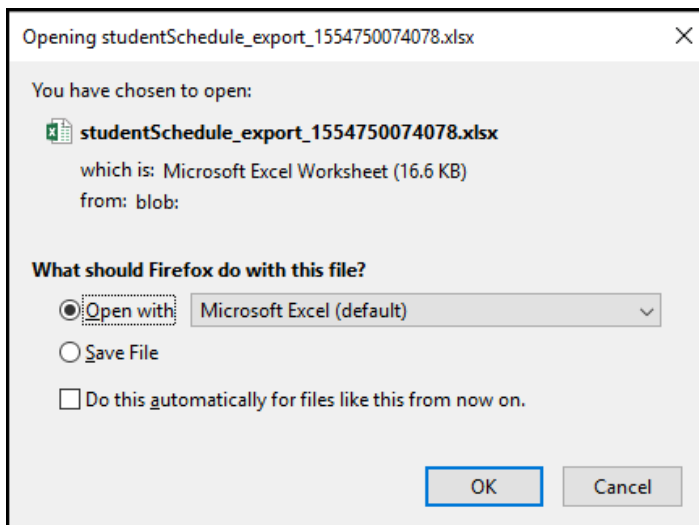 Opening studentSchedule_export_1554750074078.xlsx
You have chosen to open:
studentSchedule_export_1554750074078.xlsx
which is: Microsoft Excel Worksheet (16.6 KB)
from: blob:
What should Firefox do with this file?
Open with Microsoft Excel (default)
Save File
Do this automatically for files like this from now on.
OK Cancel